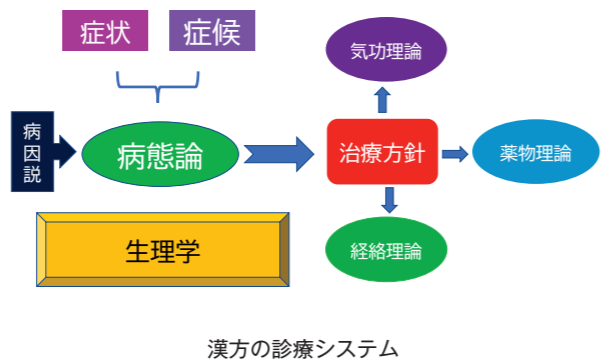 症状
症候
気功理論
病因説
病態論
治療方針
薬物理論
生理学
経絡理論
漢方の診療システム